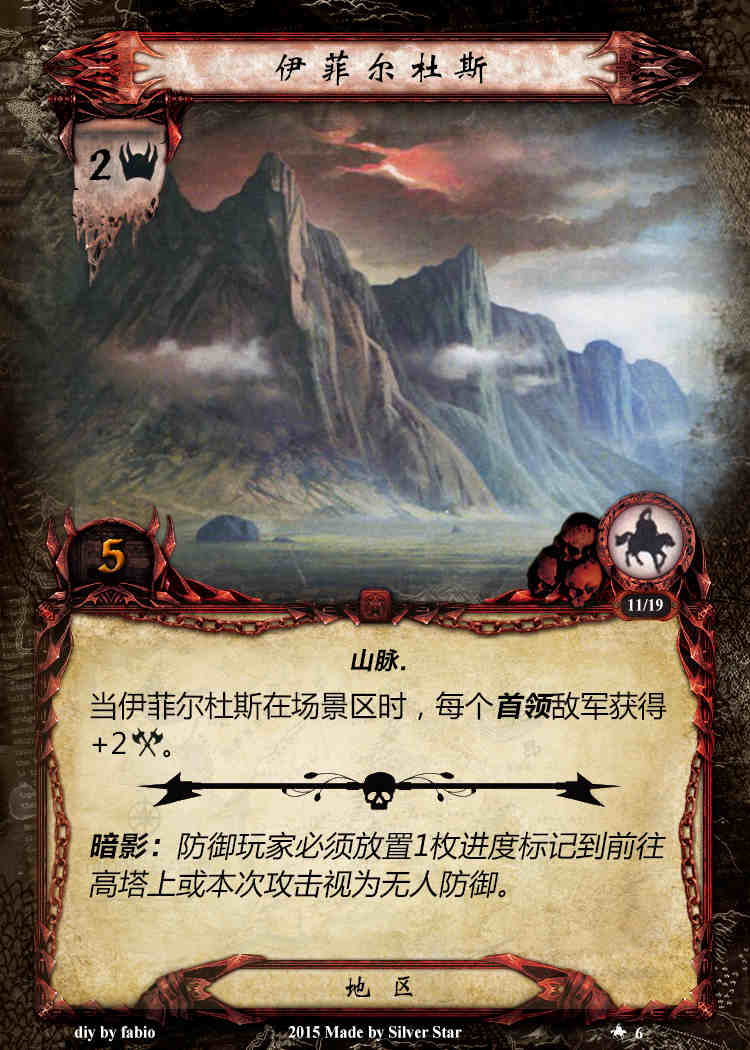 伊菲尔杜斯
2
5
11/19
山脉.
当伊菲尔杜斯在场景区时，每个首领敌军获得
+2。
暗影：防御玩家必须放置1枚进度标记到前往
高塔上或本次攻击视为无人防御。
地区
diy by fabio 2015 Made by Silver Star 6